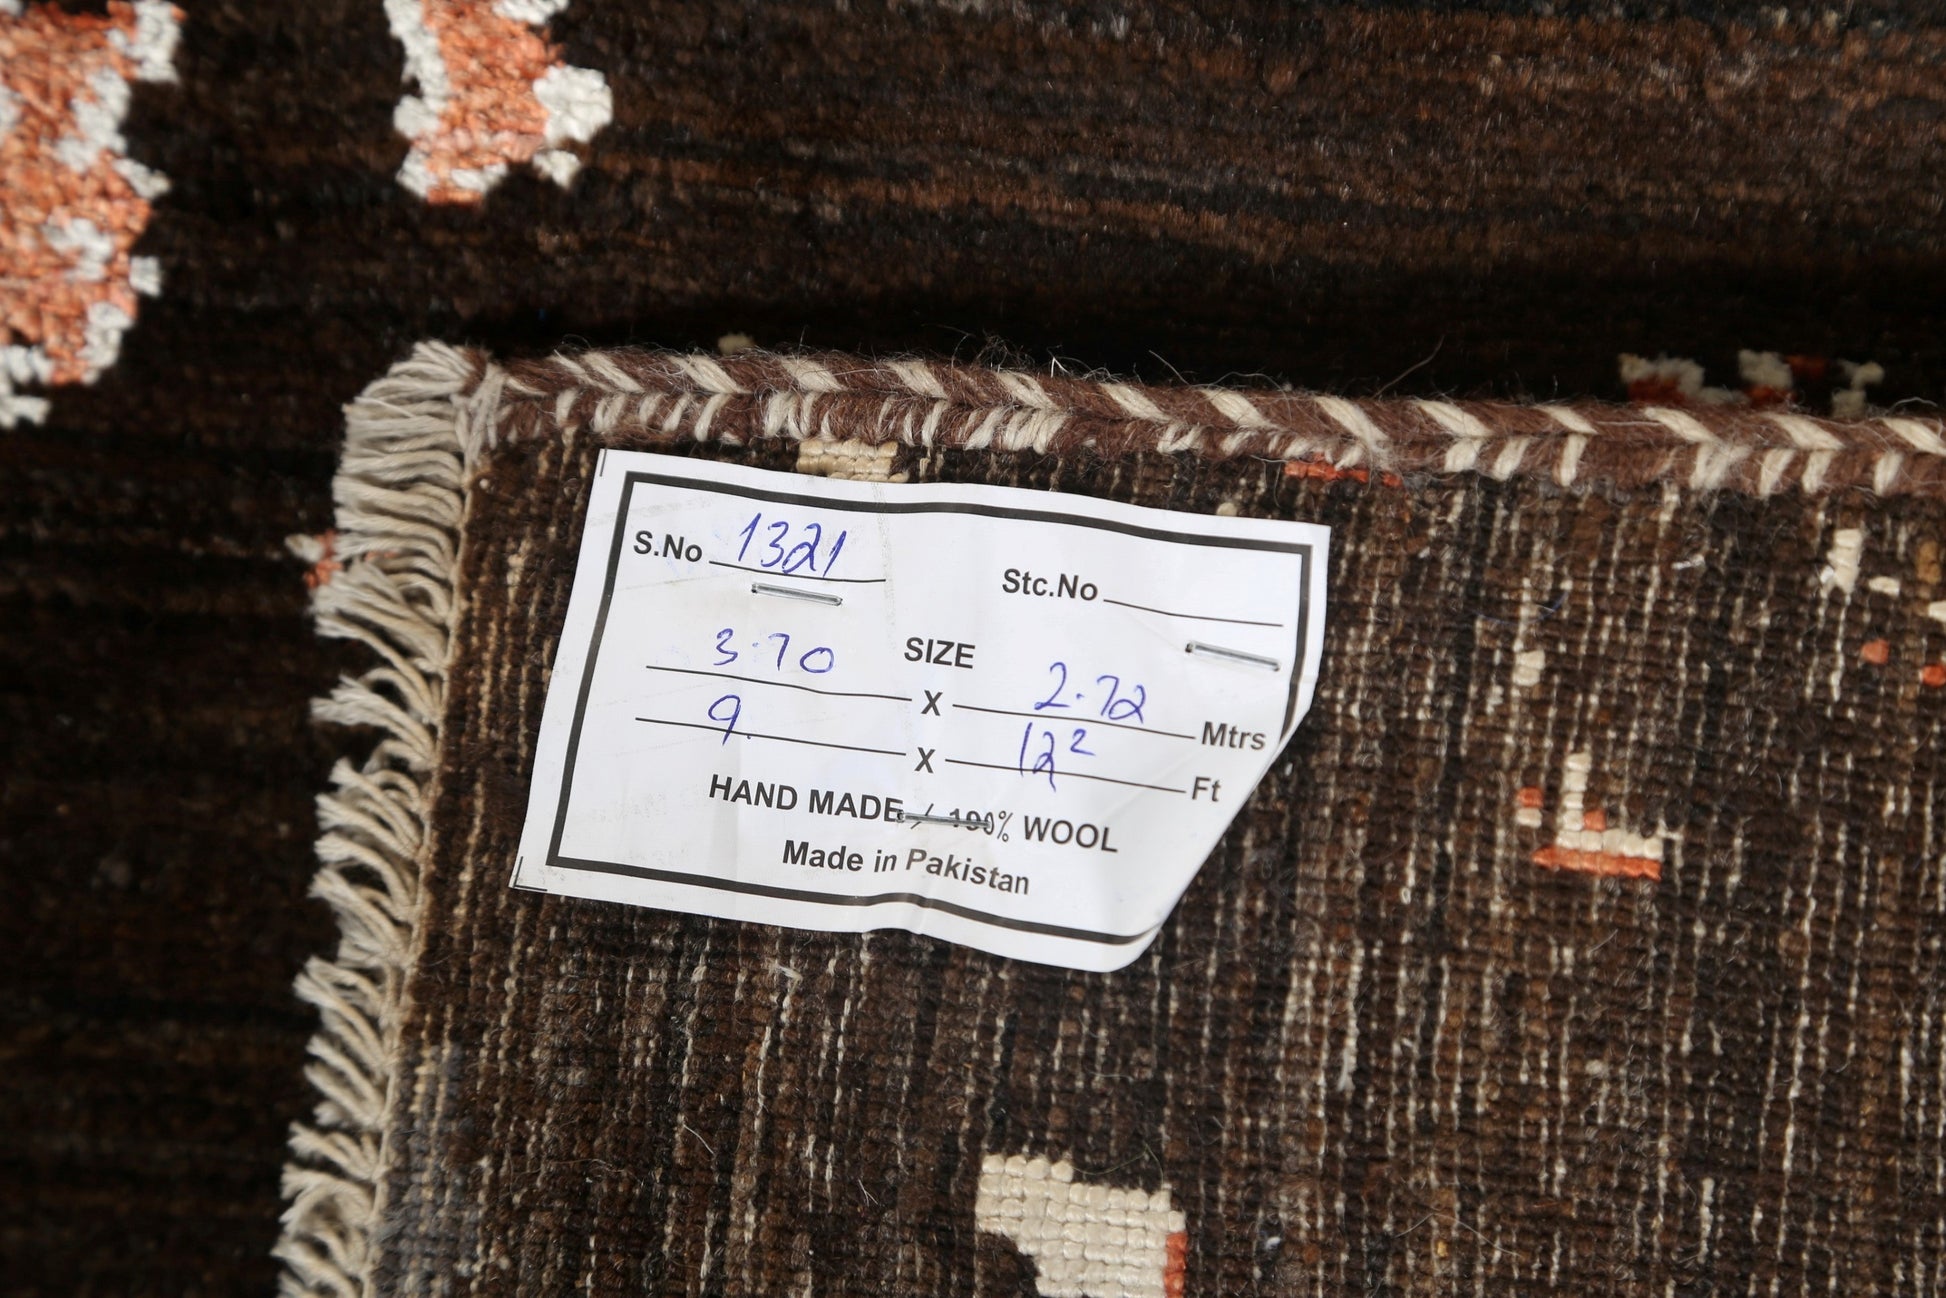 S.No 1321
Stc.No
SIZE
3.70 X 2.72 Mtrs
9. X 12² Ft
HAND MADE / 100% WOOL
Made in Pakistan